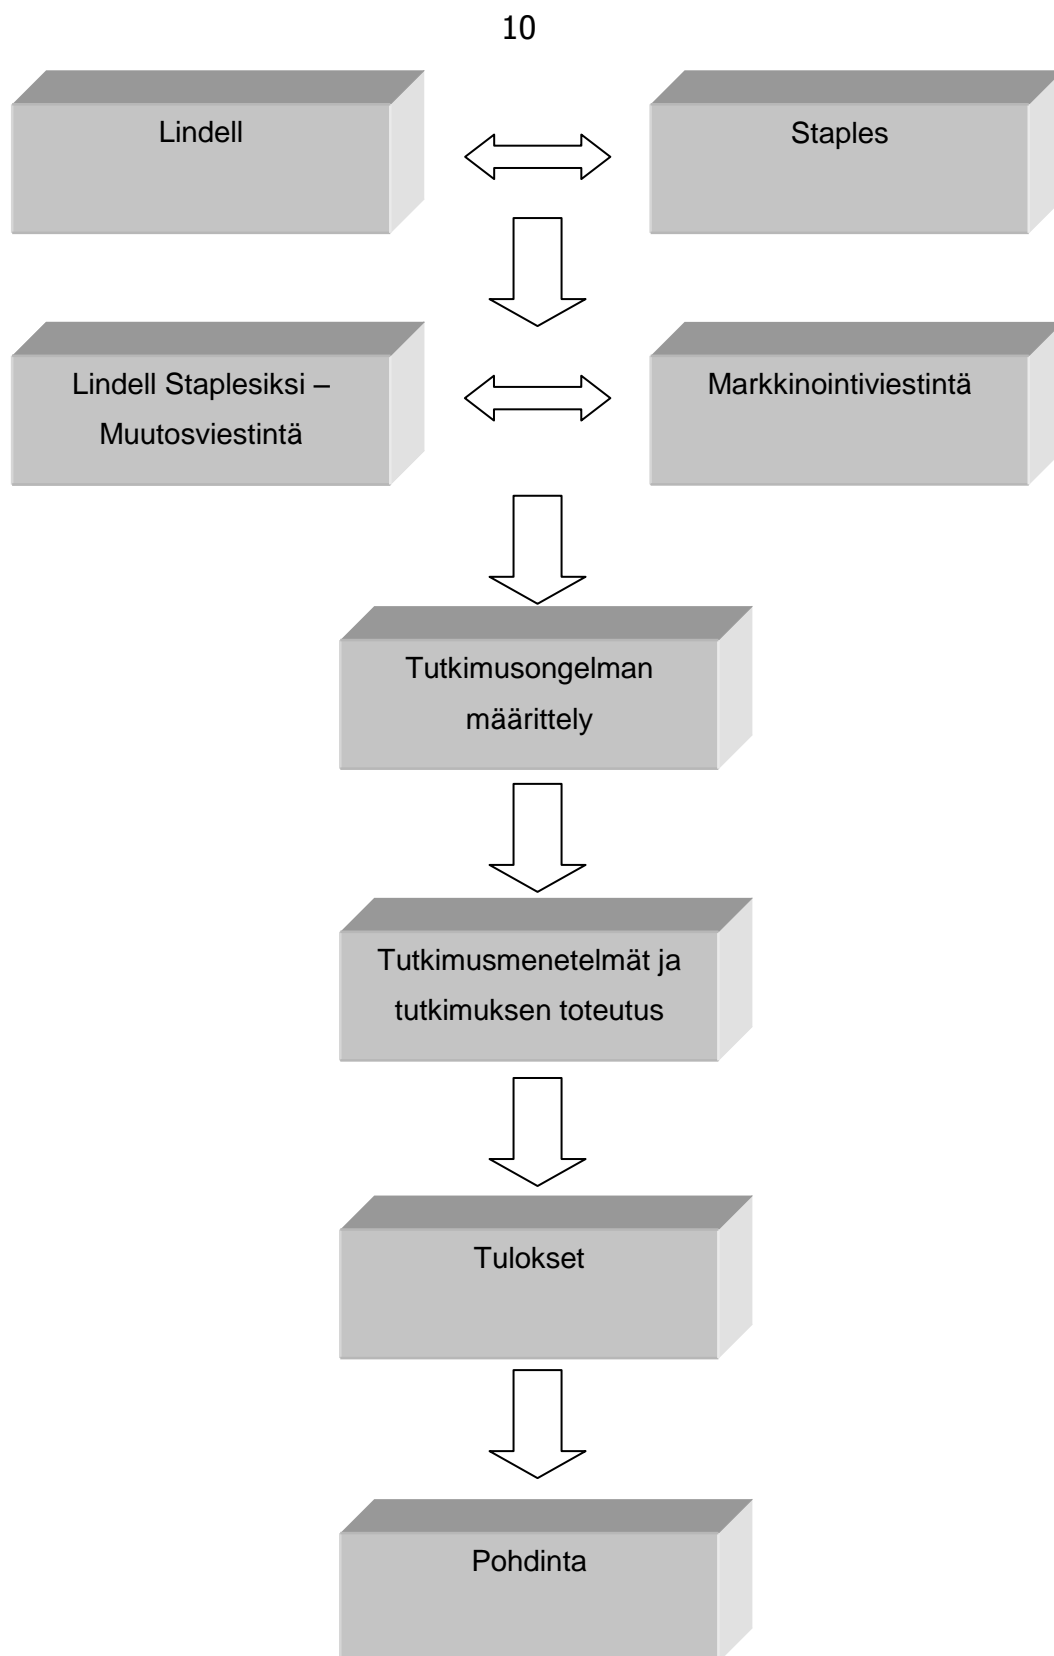 10
Lindell
Staples
Lindell Staplesiksi –
Muutosviestintä
Markkinointiviestintä
Tutkimusongelman
määrittely
Tutkimusmenetelmät ja
tutkimuksen toteutus
Tulokset
Pohdinta